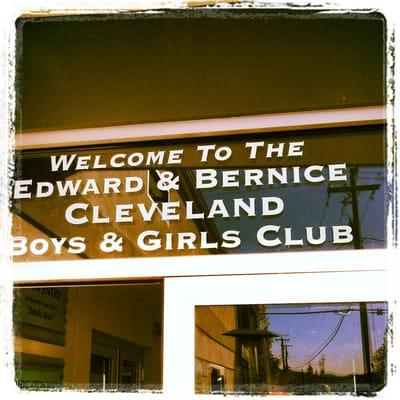 Welcome To The
Edward & Bernice
Cleveland
Boys & Girls Club